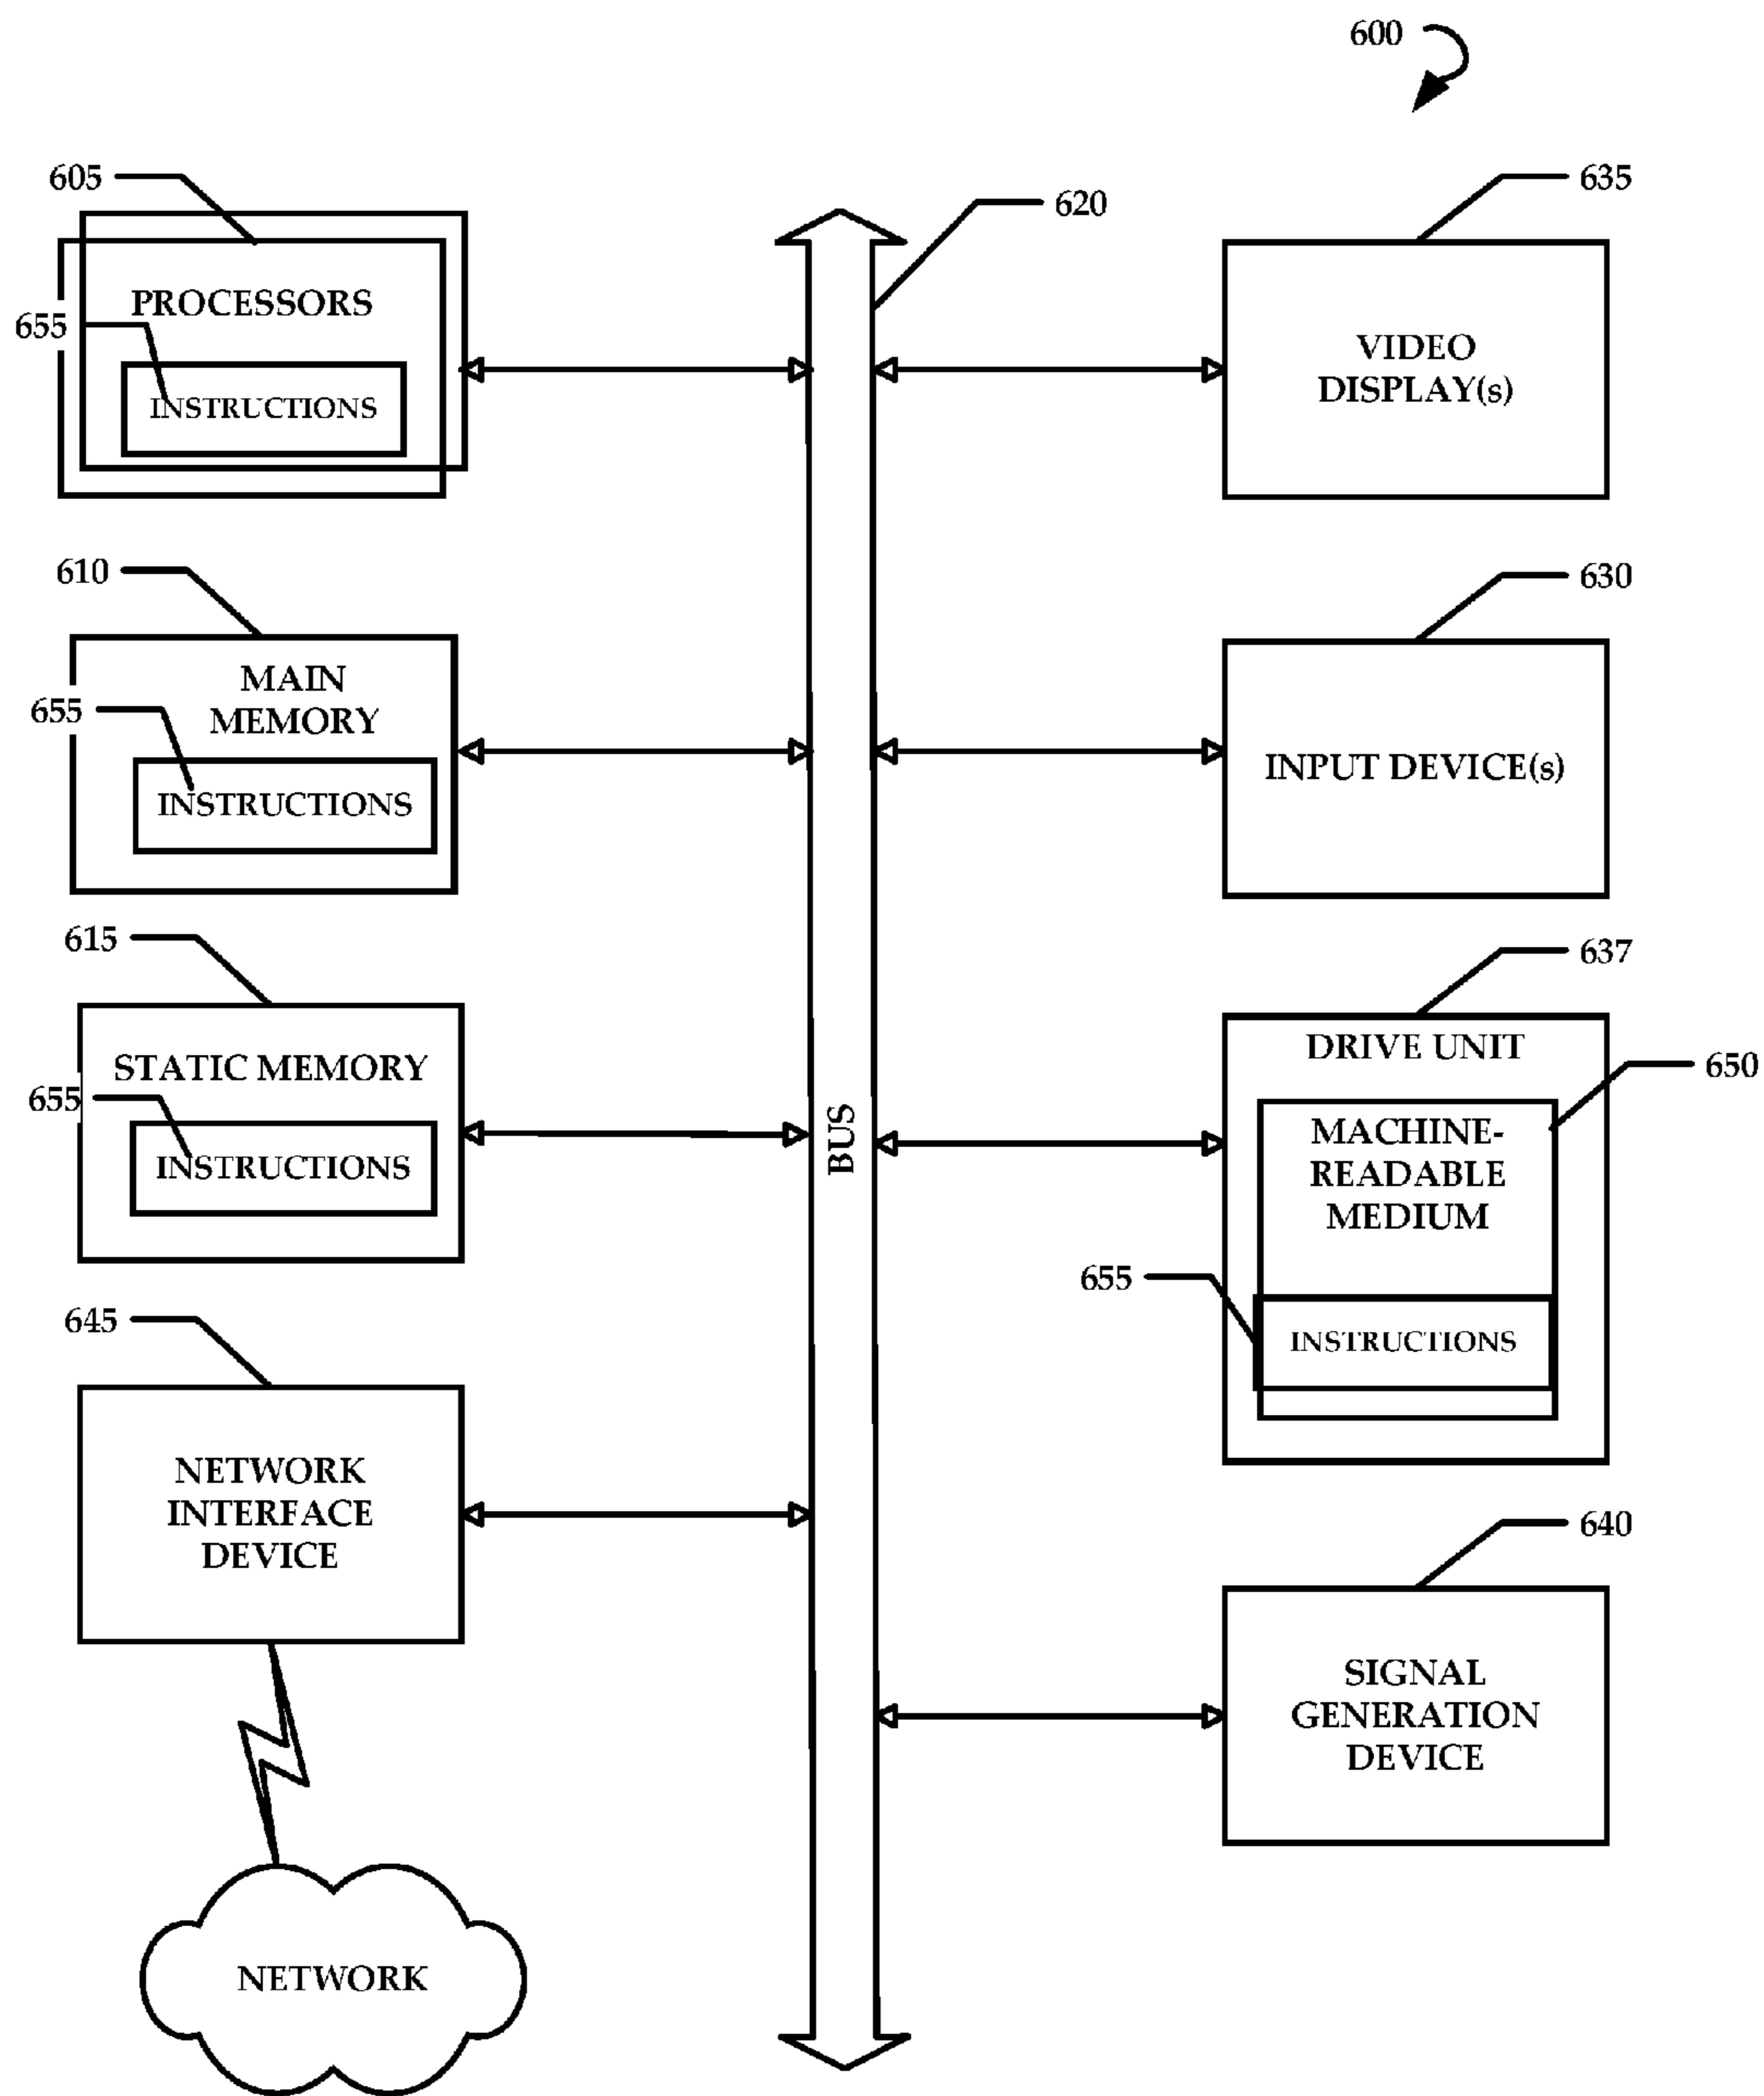 600
605
PROCESSORS
655
INSTRUCTIONS
610
MAIN
MEMORY
655
INSTRUCTIONS
615
STATIC MEMORY
655
INSTRUCTIONS
645
NETWORK
INTERFACE
DEVICE
NETWORK
620
BUS
635
VIDEO
DISPLAY(s)
630
INPUT DEVICE(s)
637
DRIVE UNIT
650
MACHINE-
READABLE
MEDIUM
655
INSTRUCTIONS
640
SIGNAL
GENERATION
DEVICE